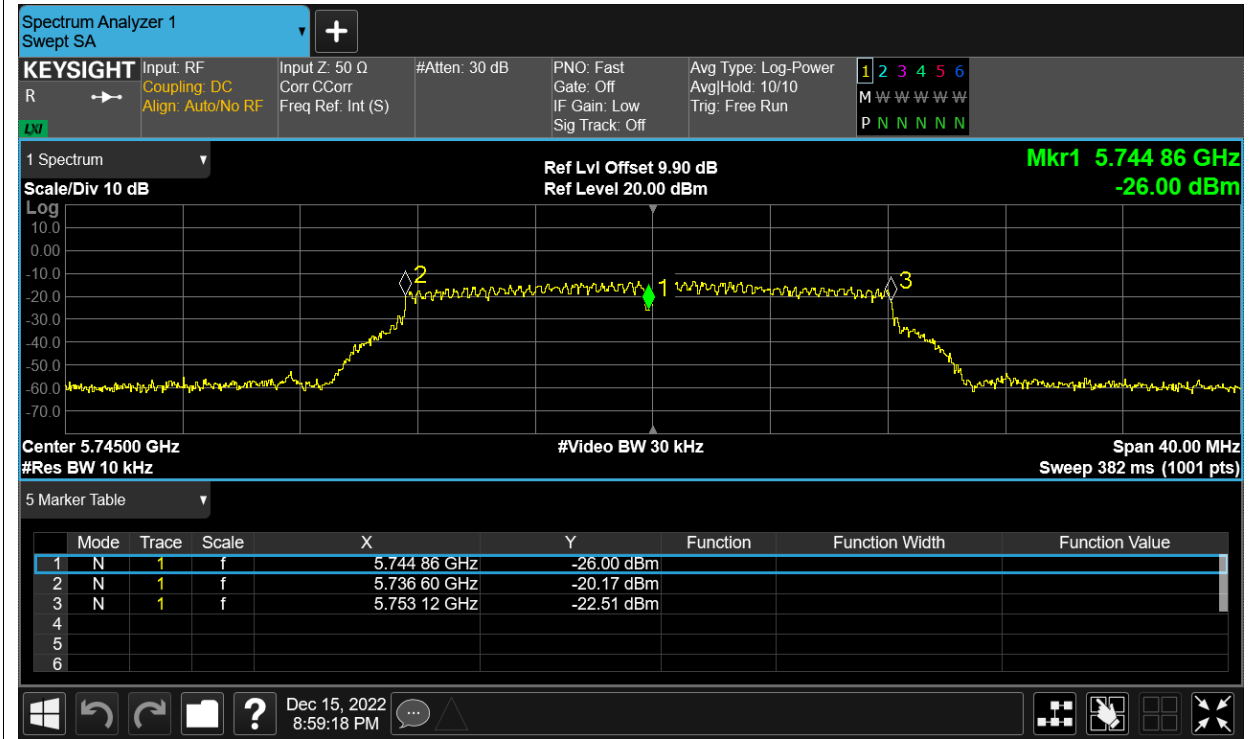 Spectrum Analyzer 1
Swept SA
+
KEYSIGHT
R
LXI
Input: RF
Coupling: DC
Align: Auto/No RF
Input Z: 50 Ω
Corr CCorr
Freq Ref: Int (S)
#Atten: 30 dB
PNO: Fast
Gate: Off
IF Gain: Low
Sig Track: Off
Avg Type: Log-Power
Avg|Hold: 10/10
Trig: Free Run
1 2 3 4 5 6
M W W W W W
P N N N N N
1 Spectrum
Scale/Div 10 dB
Ref Lvl Offset 9.90 dB
Ref Level 20.00 dBm
Mkr1 5.744 86 GHz
-26.00 dBm
Log
10.0
0.00
-10.0
-20.0
-30.0
-40.0
-50.0
-60.0
-70.0
2
1
3
Center 5.74500 GHz
#Video BW 30 kHz
Span 40.00 MHz
#Res BW 10 kHz
Sweep 382 ms (1001 pts)
5 Marker Table
Mode Trace Scale X Y Function Function Width Function Value
1 N 1 f 5.744 86 GHz -26.00 dBm
2 N 1 f 5.736 60 GHz -20.17 dBm
3 N 1 f 5.753 12 GHz -22.51 dBm
4
5
6
?
Dec 15, 2022
8:59:18 PM